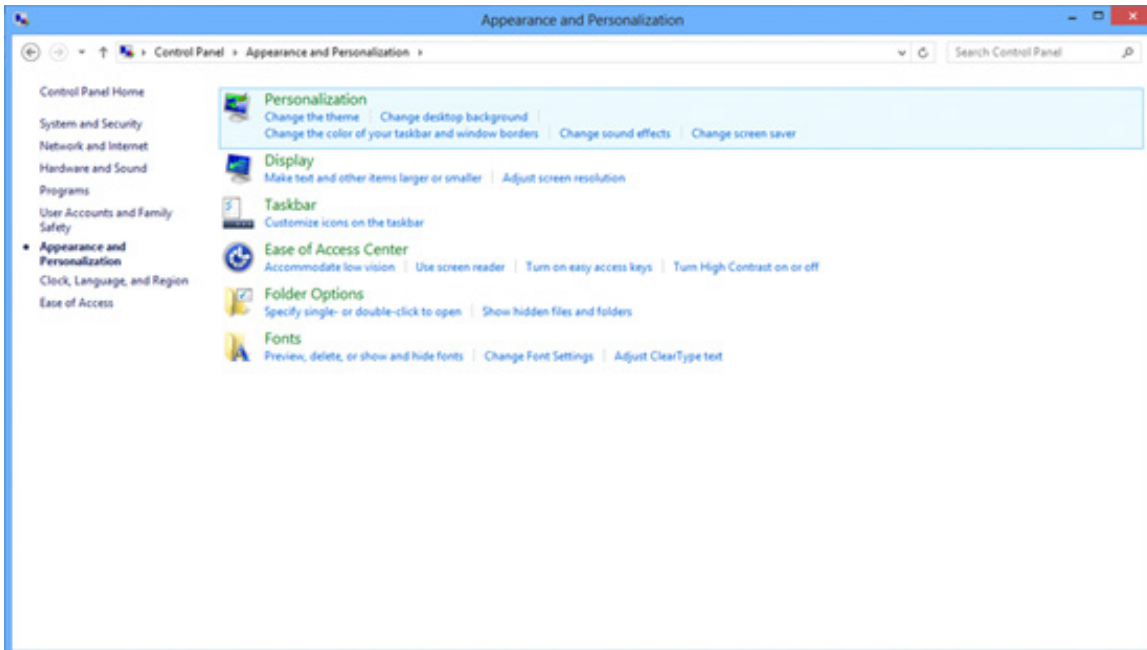 Appearance and Personalization
Control Panel Appearance and Personalization
Search Control Panel
Control Panel Home
System and Security
Network and Internet
Hardware and Sound
Programs
User Accounts and Family
Safety
Appearance and
Personalization
Clock, Language, and Region
Ease of Access
Personalization
Change the theme Change desktop background
Change the color of your taskbar and window borders Change sound effects Change screen saver
Display
Make text and other items larger or smaller Adjust screen resolution
Taskbar
Customize icons on the taskbar
Ease of Access Center
Accommodate low vision Use screen reader Turn on easy access keys Turn High Contrast on or off
Folder Options
Specify single- or double-click to open Show hidden files and folders
Fonts
Preview, delete, or show and hide fonts Change Font Settings Adjust ClearType text